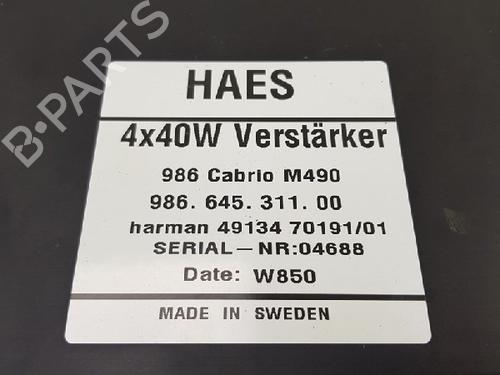 HAES
4x40W Verstärker
986 Cabrio M490
986. 645. 311. 00
harman 49134 70191/01
SERIAL-NR:04688
Date: W850
MADE IN SWEDEN
B-PARTS